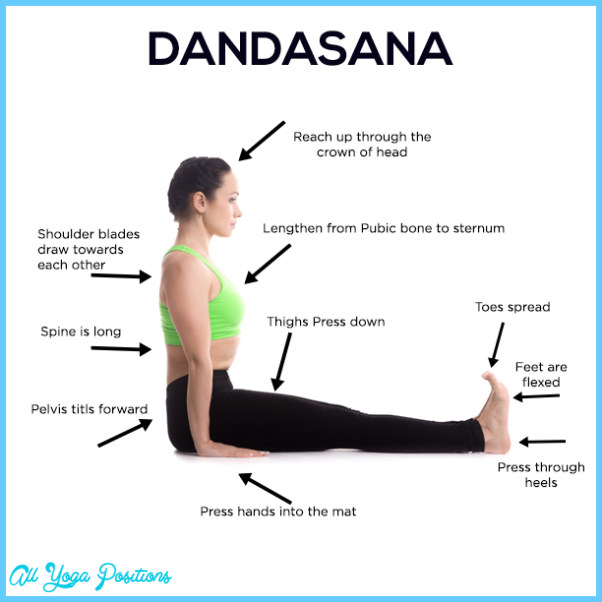 DANDASANA
Reach up through the
crown of head
Shoulder blades
draw towards
each other
Lengthen from Pubic bone to sternum
Spine is long
Thighs Press down
Toes spread
Feet are
flexed
Pelvis titls forward
Press through
heels
Press hands into the mat
All Yoga Positions